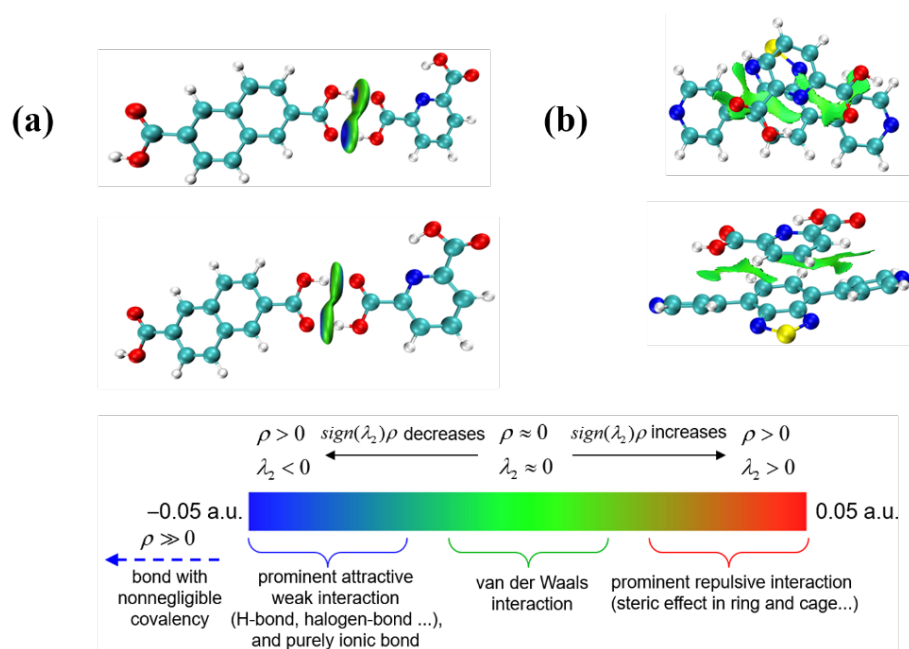 (a)
(b)
ρ > 0 sign(λ₂)ρ decreases ρ ≈ 0 sign(λ₂)ρ increases ρ > 0
λ₂ < 0 λ₂ ≈ 0 λ₂ > 0
−0.05 a.u. 0.05 a.u.
ρ ≫ 0
bond with
nonnegligible
covalency
prominent attractive
weak interaction
(H-bond, halogen-bond ...),
and purely ionic bond
van der Waals
interaction
prominent repulsive interaction
(steric effect in ring and cage...)